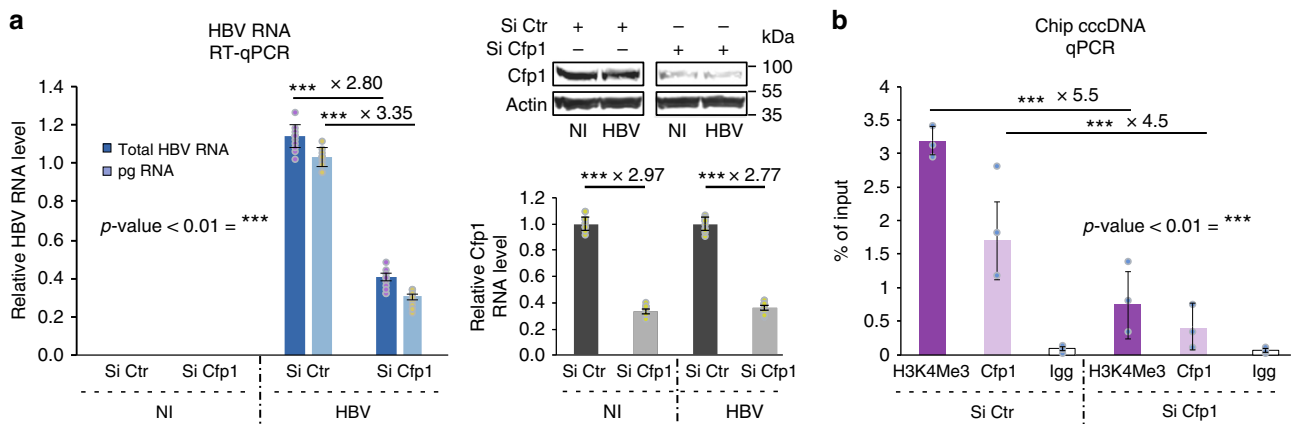 a
HBV RNA
RT-qPCR
*** × 2.80
*** × 3.35
1.4
1.2
1.0
0.8
0.6
0.4
0.2
0.0
Relative HBV RNA level
Total HBV RNA
pg RNA
p-value < 0.01 = ***
Si Ctr Si Cfp1 Si Ctr Si Cfp1
NI HBV
Si Ctr + + – –
Si Cfp1 – – + +
kDa
Cfp1
Actin
100
55
35
NI HBV NI HBV
*** × 2.97 *** × 2.77
1.2
1.0
0.8
0.6
0.4
0.2
0.0
Relative Cfp1
RNA level
Si Ctr Si Cfp1 Si Ctr Si Cfp1
NI HBV
b
Chip cccDNA
qPCR
*** × 5.5
*** × 4.5
3.5
3
2.5
2
1.5
1
0.5
0
% of input
p-value < 0.01 = ***
H3K4Me3 Cfp1 Igg H3K4Me3 Cfp1 Igg
Si Ctr Si Cfp1